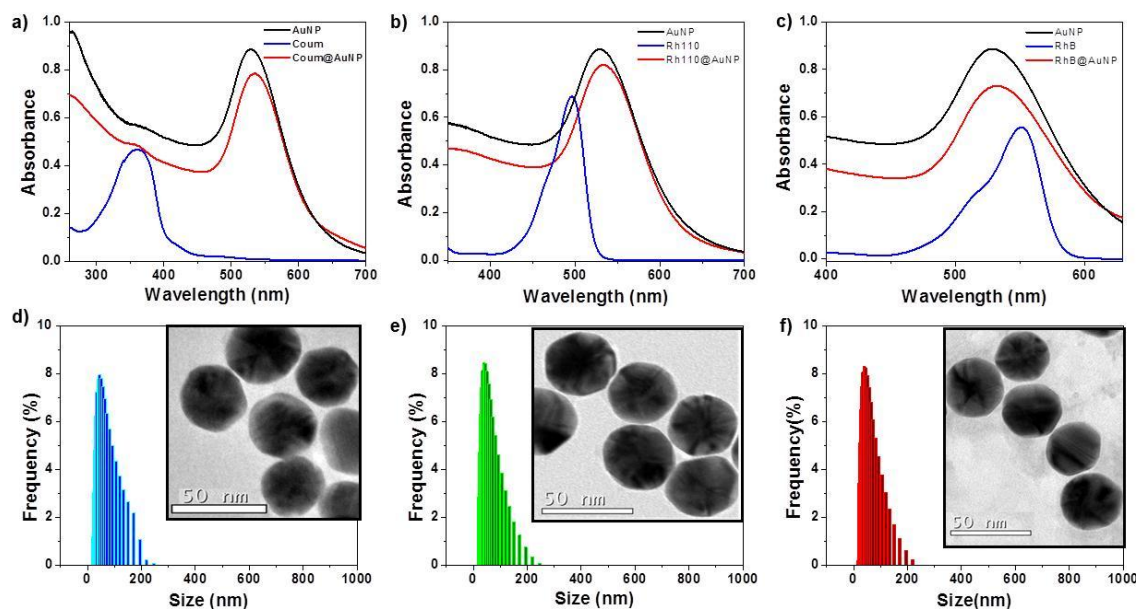 a)
AuNP
Coum
Coum@AuNP
1.0
0.8
0.6
0.4
0.2
0.0
Absorbance
300 400 500 600 700
Wavelength (nm)
b)
AuNP
Rh110
Rh110@AuNP
1.0
0.8
0.6
0.4
0.2
0.0
Absorbance
400 500 600 700
Wavelength (nm)
c)
AuNP
RhB
RhB@AuNP
1.0
0.8
0.6
0.4
0.2
0.0
Absorbance
400 500 600
Wavelength (nm)
d)
10
8
6
4
2
0
Frequency (%)
50 nm
0 200 400 600 800 1000
Size (nm)
e)
10
8
6
4
2
0
Frequency (%)
50 nm
0 200 400 600 800 1000
Size (nm)
f)
10
8
6
4
2
0
Frequency(%)
50 nm
0 200 400 600 800 1000
Size(nm)